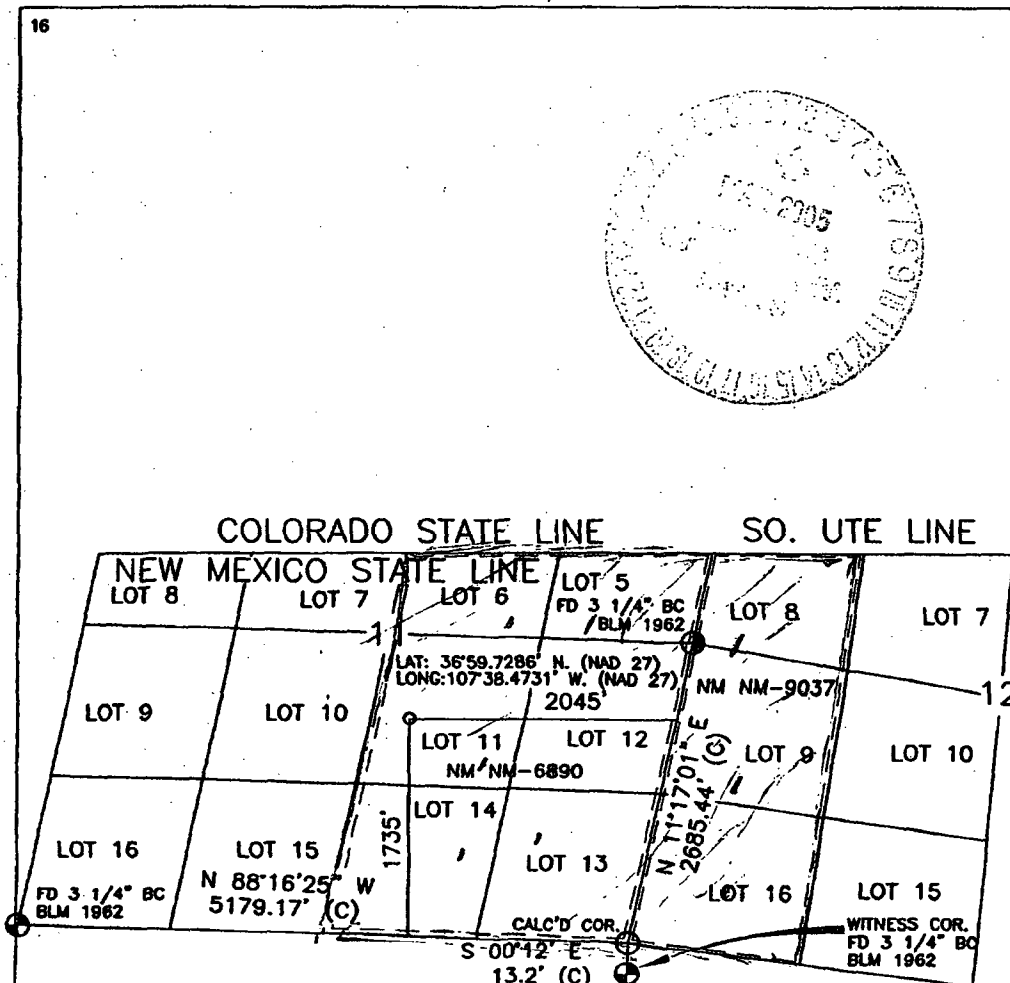 16
2005
COLORADO STATE LINE
SO. UTE LINE
NEW MEXICO STATE LINE
LOT 8
LOT 7
LOT 6
LOT 5
FD 3 1/4" BC
BLM 1962
LOT 8
LOT 7
LAT: 36°59.7286' N. (NAD 27)
LONG:107°38.4731' W. (NAD 27)
2045'
NM NM-9037
12
LOT 9
LOT 10
LOT 11
LOT 12
NM NM-6890
N 11°17'01" E
2685.44' (C)
LOT 9
LOT 10
LOT 14
1735'
LOT 16
LOT 15
LOT 13
LOT 16
LOT 15
N 88°16'25" W
5179.17' (C)
FD 3 1/4" BC
BLM 1962
CALC'D COR.
S 00°12' E
13.2' (C)
WITNESS COR.
FD 3 1/4" BC
BLM 1962